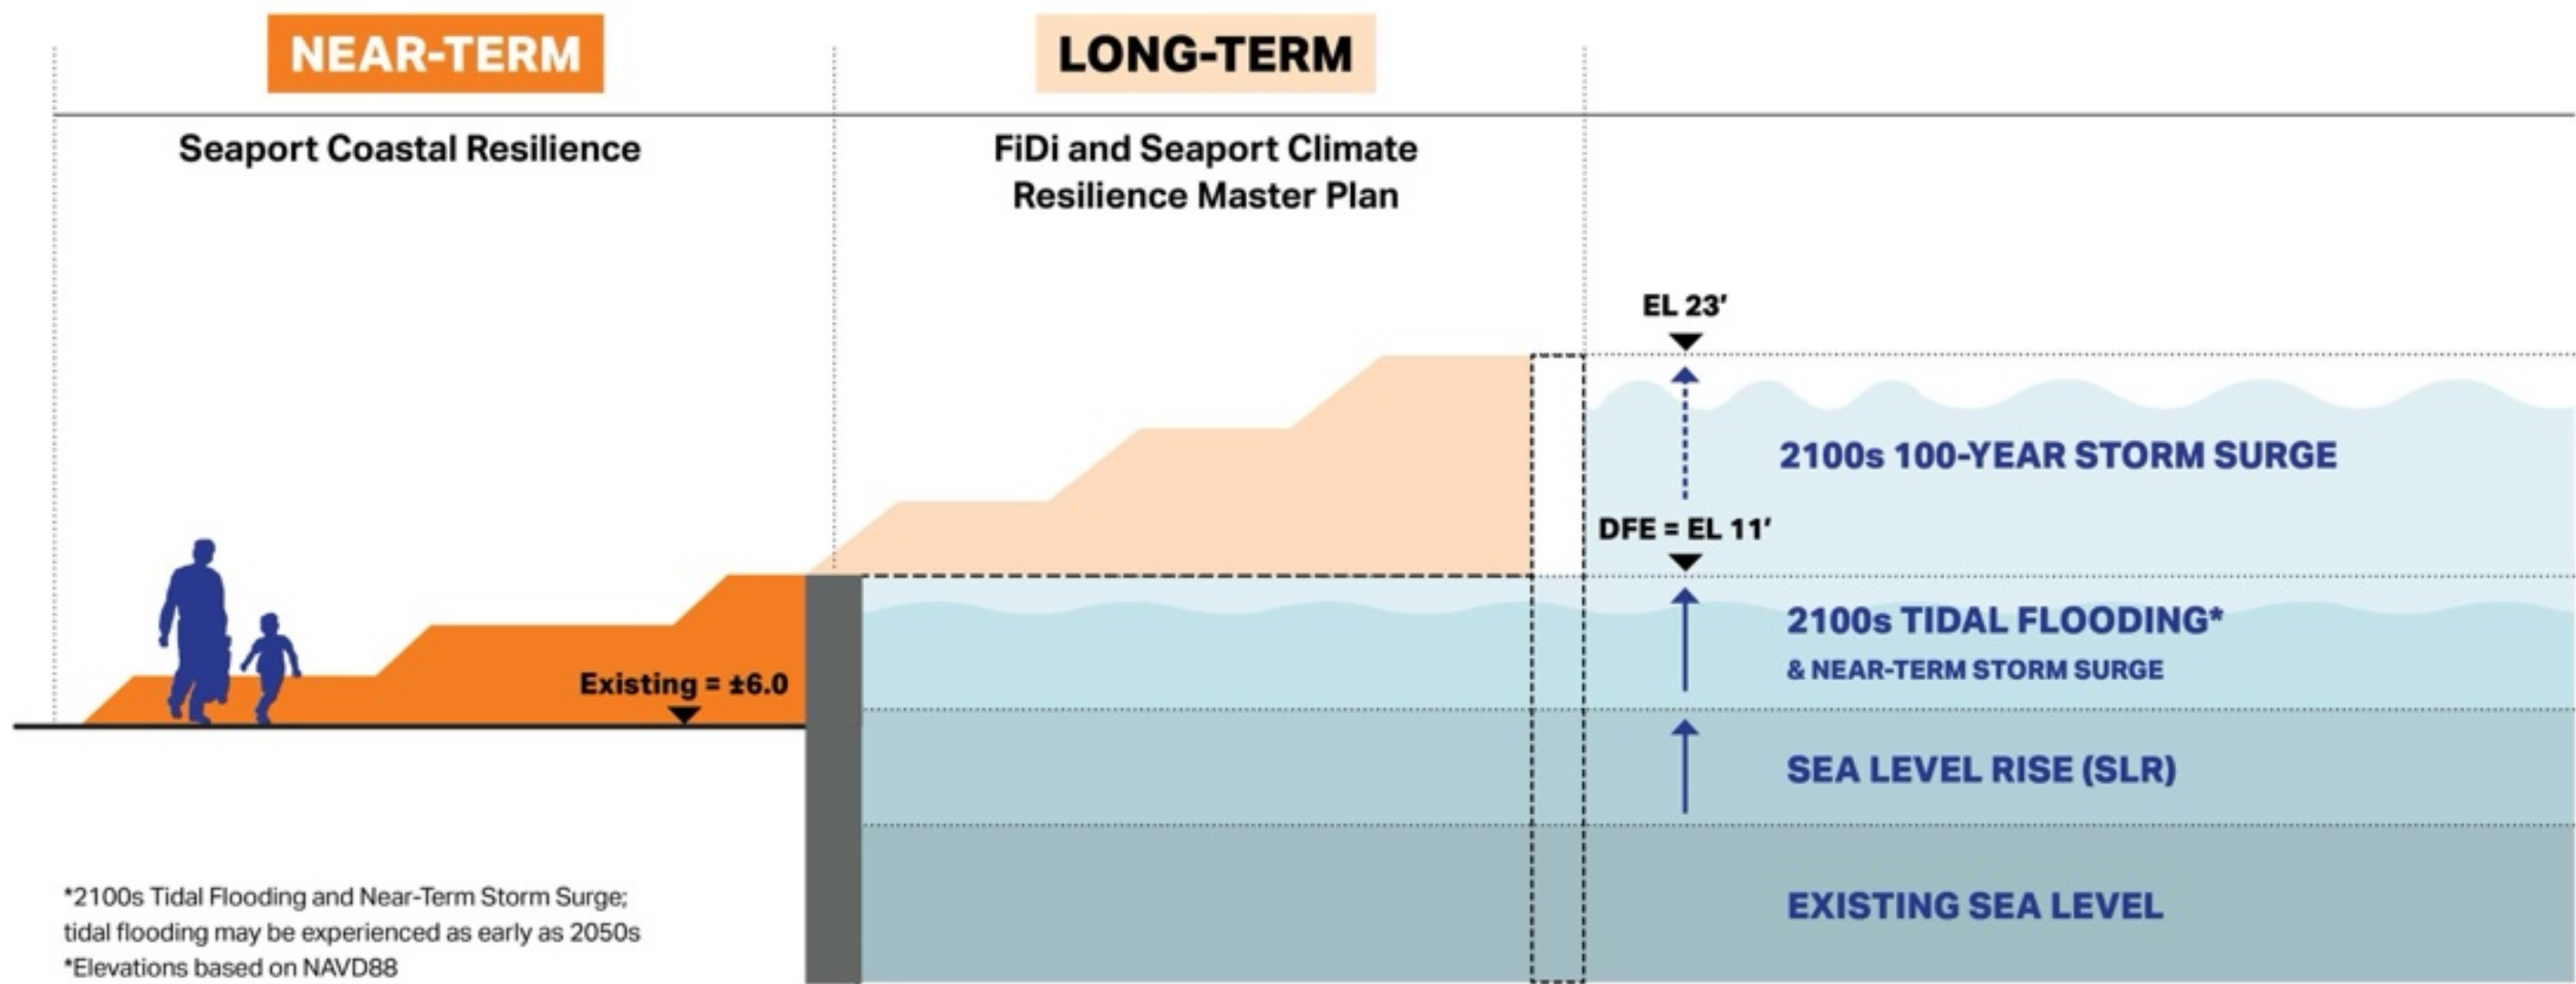 NEAR-TERM
LONG-TERM
Seaport Coastal Resilience
FiDi and Seaport Climate
Resilience Master Plan
EL 23′
2100s 100-YEAR STORM SURGE
DFE = EL 11′
2100s TIDAL FLOODING*
& NEAR-TERM STORM SURGE
Existing = ±6.0
SEA LEVEL RISE (SLR)
EXISTING SEA LEVEL
*2100s Tidal Flooding and Near-Term Storm Surge;
tidal flooding may be experienced as early as 2050s
*Elevations based on NAVD88